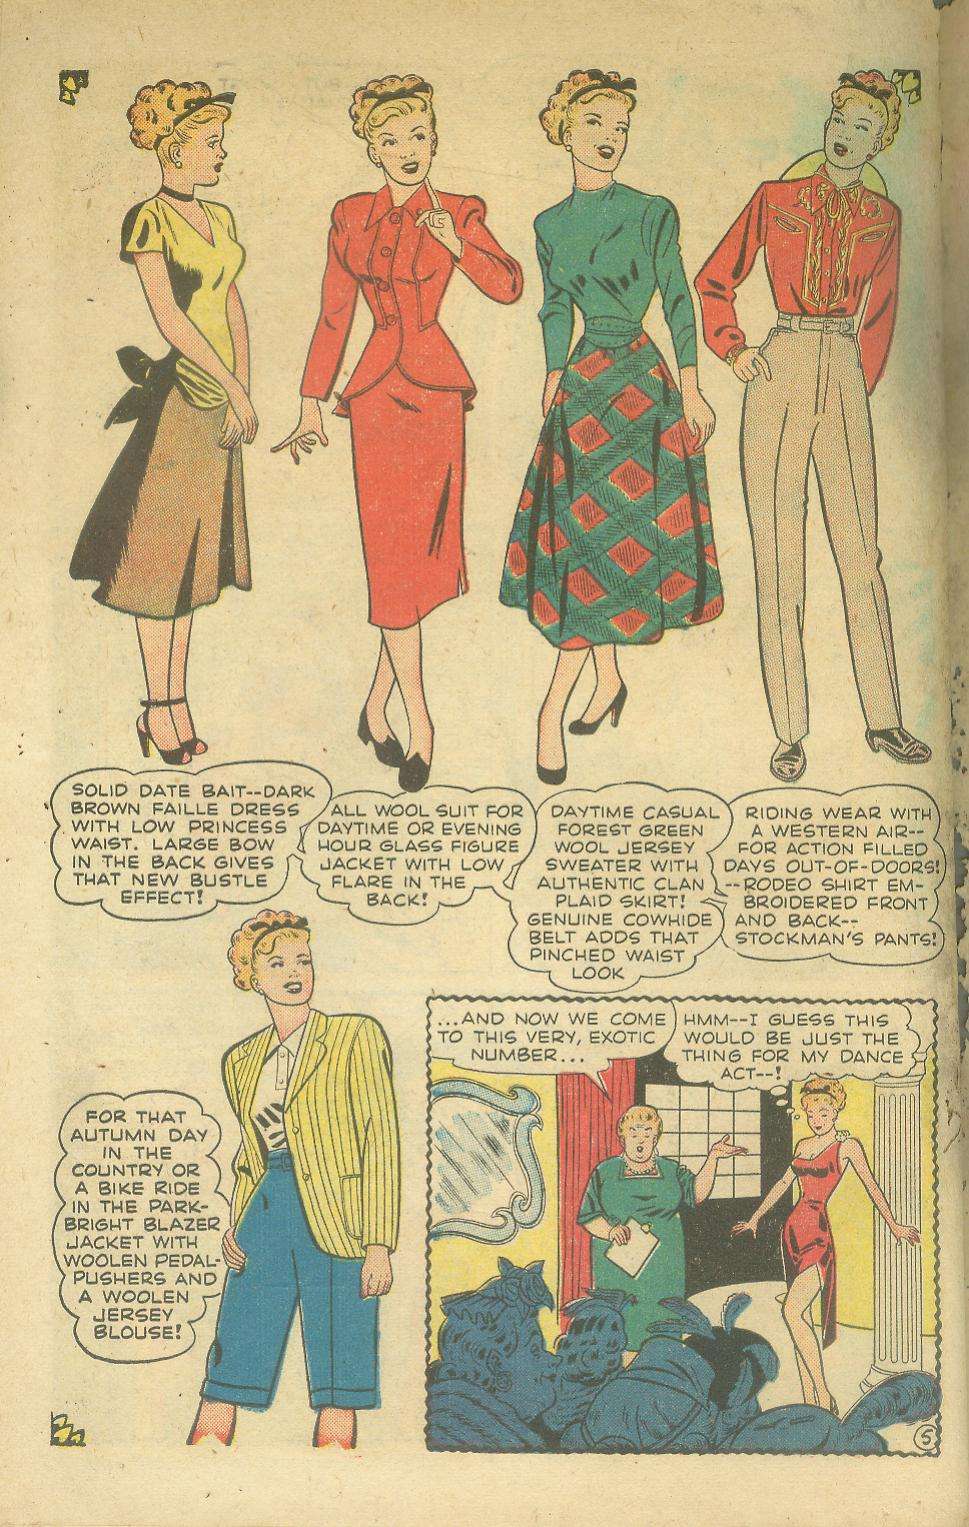 SOLID DATE BAIT--DARK
BROWN FAILLE DRESS
WITH LOW PRINCESS
WAIST. LARGE BOW
IN THE BACK GIVES
THAT NEW BUSTLE
EFFECT!
ALL WOOL SUIT FOR
DAYTIME OR EVENING
HOUR GLASS FIGURE
JACKET WITH LOW
FLARE IN THE
BACK!
DAYTIME CASUAL
FOREST GREEN
WOOL JERSEY
SWEATER WITH
AUTHENTIC CLAN
PLAID SKIRT!
GENUINE COWHIDE
BELT ADDS THAT
PINCHED WAIST
LOOK
RIDING WEAR WITH
A WESTERN AIR--
FOR ACTION FILLED
DAYS OUT-OF-DOORS!
--RODEO SHIRT EM-
BROIDERED FRONT
AND BACK--
STOCKMAN'S PANTS!
FOR THAT
AUTUMN DAY
IN THE
COUNTRY OR
A BIKE RIDE
IN THE PARK-
BRIGHT BLAZER
JACKET WITH
WOOLEN PEDAL-
PUSHERS AND
A WOOLEN
JERSEY
BLOUSE!
...AND NOW WE COME
TO THIS VERY, EXOTIC
NUMBER...
HMM--I GUESS THIS
WOULD BE JUST THE
THING FOR MY DANCE
ACT--!
5